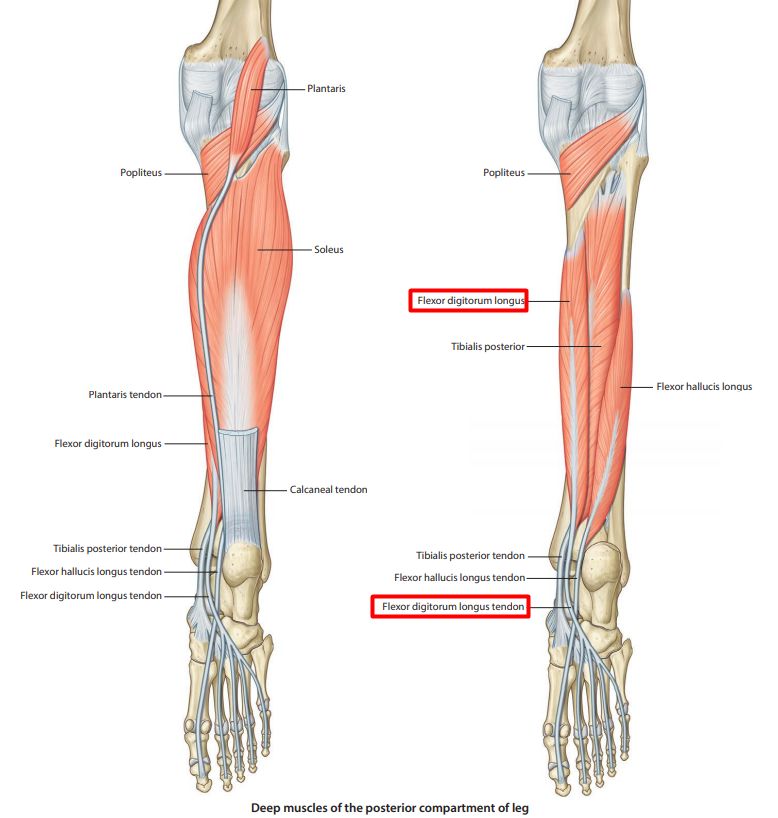 Plantaris
Popliteus
Soleus
Plantaris tendon
Flexor digitorum longus
Calcaneal tendon
Tibialis posterior tendon
Flexor hallucis longus tendon
Flexor digitorum longus tendon
Popliteus
Flexor digitorum longus
Tibialis posterior
Flexor hallucis longus
Tibialis posterior tendon
Flexor hallucis longus tendon
Flexor digitorum longus tendon
Deep muscles of the posterior compartment of leg